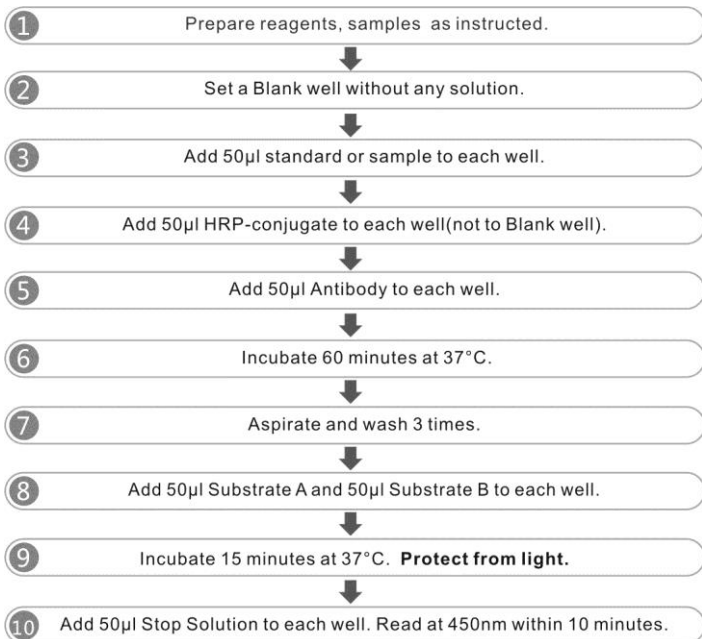 1 Prepare reagents, samples as instructed.
2 Set a Blank well without any solution.
3 Add 50µl standard or sample to each well.
4 Add 50µl HRP-conjugate to each well(not to Blank well).
5 Add 50µl Antibody to each well.
6 Incubate 60 minutes at 37°C.
7 Aspirate and wash 3 times.
8 Add 50µl Substrate A and 50µl Substrate B to each well.
9 Incubate 15 minutes at 37°C. Protect from light.
10 Add 50µl Stop Solution to each well. Read at 450nm within 10 minutes.